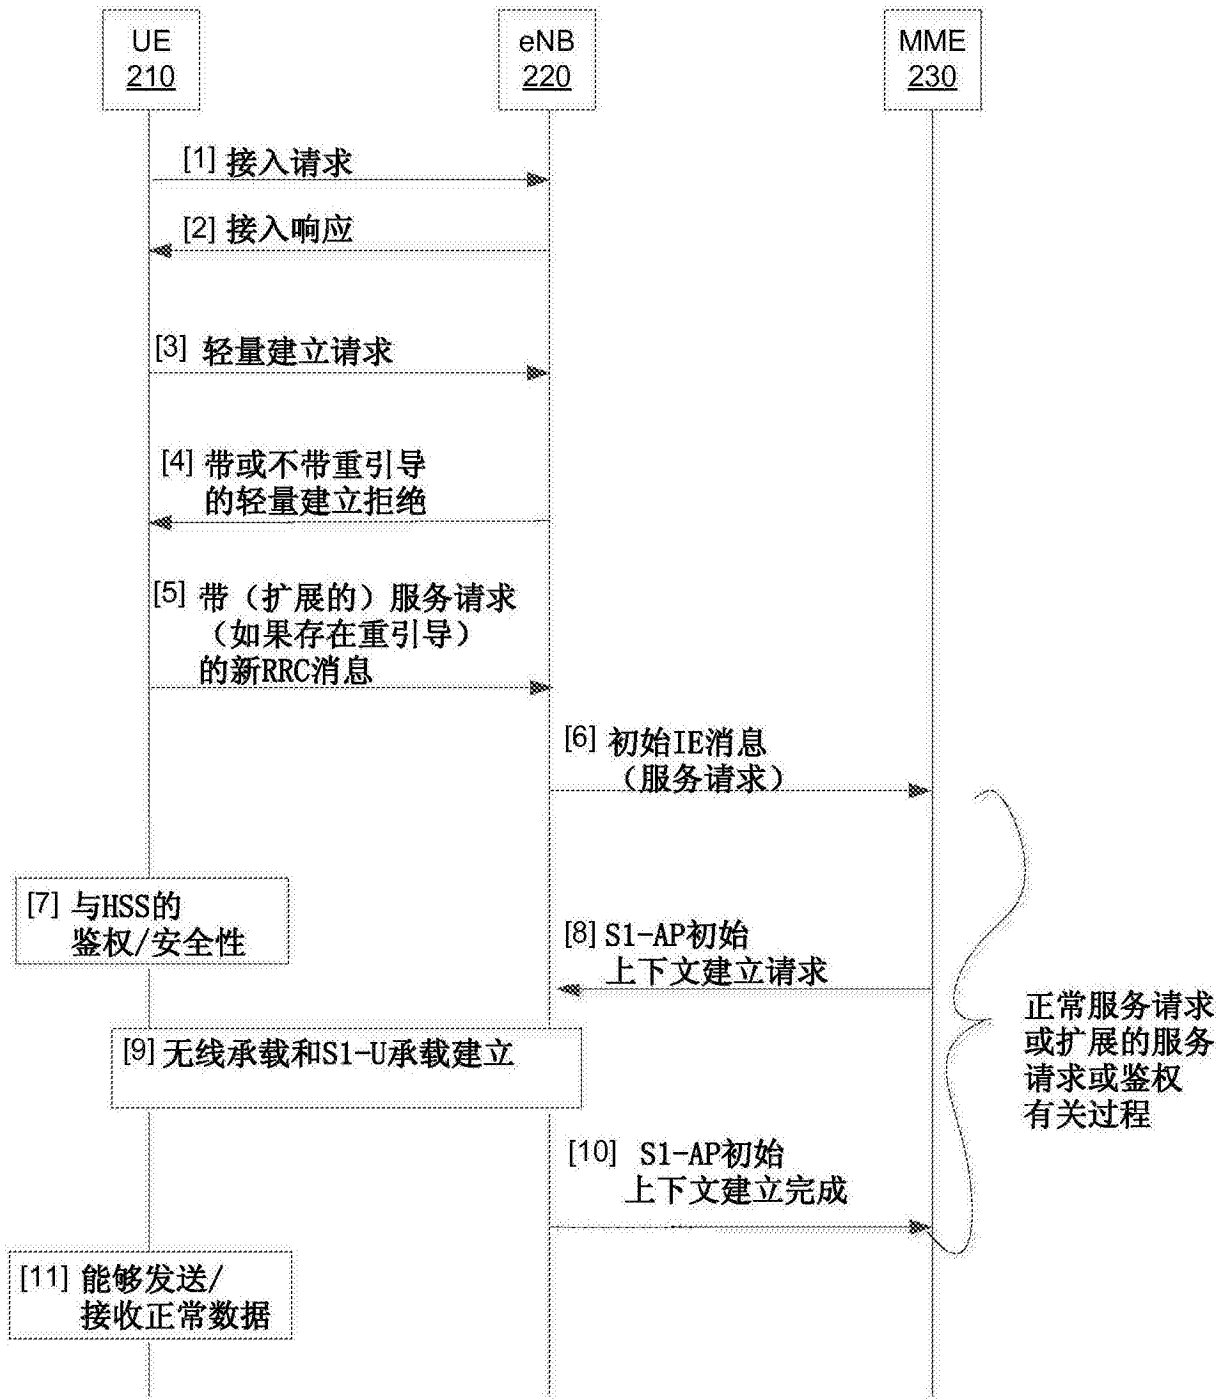 UE
210
eNB
220
MME
230
[1] 接入请求
[2] 接入响应
[3] 轻量建立请求
[4] 带或不带重引导
的轻量建立拒绝
[5] 带（扩展的）服务请求
（如果存在重引导）
的新RRC消息
[6] 初始IE消息
（服务请求）
[7] 与HSS的
鉴权/安全性
[8] S1-AP初始
上下文建立请求
正常服务请求
或扩展的服务
请求或鉴权
有关过程
[9] 无线承载和S1-U承载建立
[10] S1-AP初始
上下文建立完成
[11] 能够发送/
接收正常数据